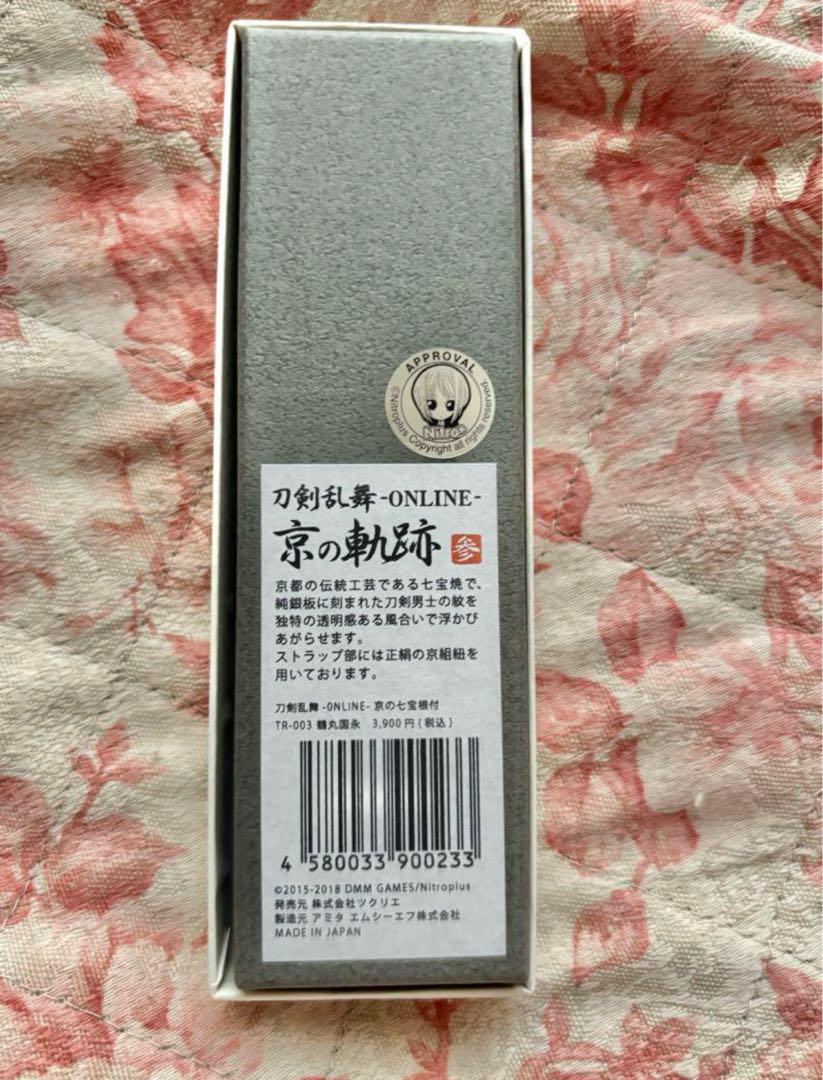 APPROVAL
©Nitroplus Copyright all rights reserved.
Nitro+
刀剣乱舞-ONLINE-
京の軌跡 参
京都の伝統工芸である七宝焼で、
純銀板に刻まれた刀剣男士の紋を
独特の透明感ある風合いで浮かび
あがらせます。
ストラップ部には正絹の京組紐を
用いております。
刀剣乱舞-ONLINE- 京の七宝根付
TR-003 鶴丸国永 3,900円(税込)
4 580033 900233
©2015-2018 DMM GAMES/Nitroplus
発売元 株式会社ツクリエ
製造元 アミタ エムシーエフ株式会社
MADE IN JAPAN